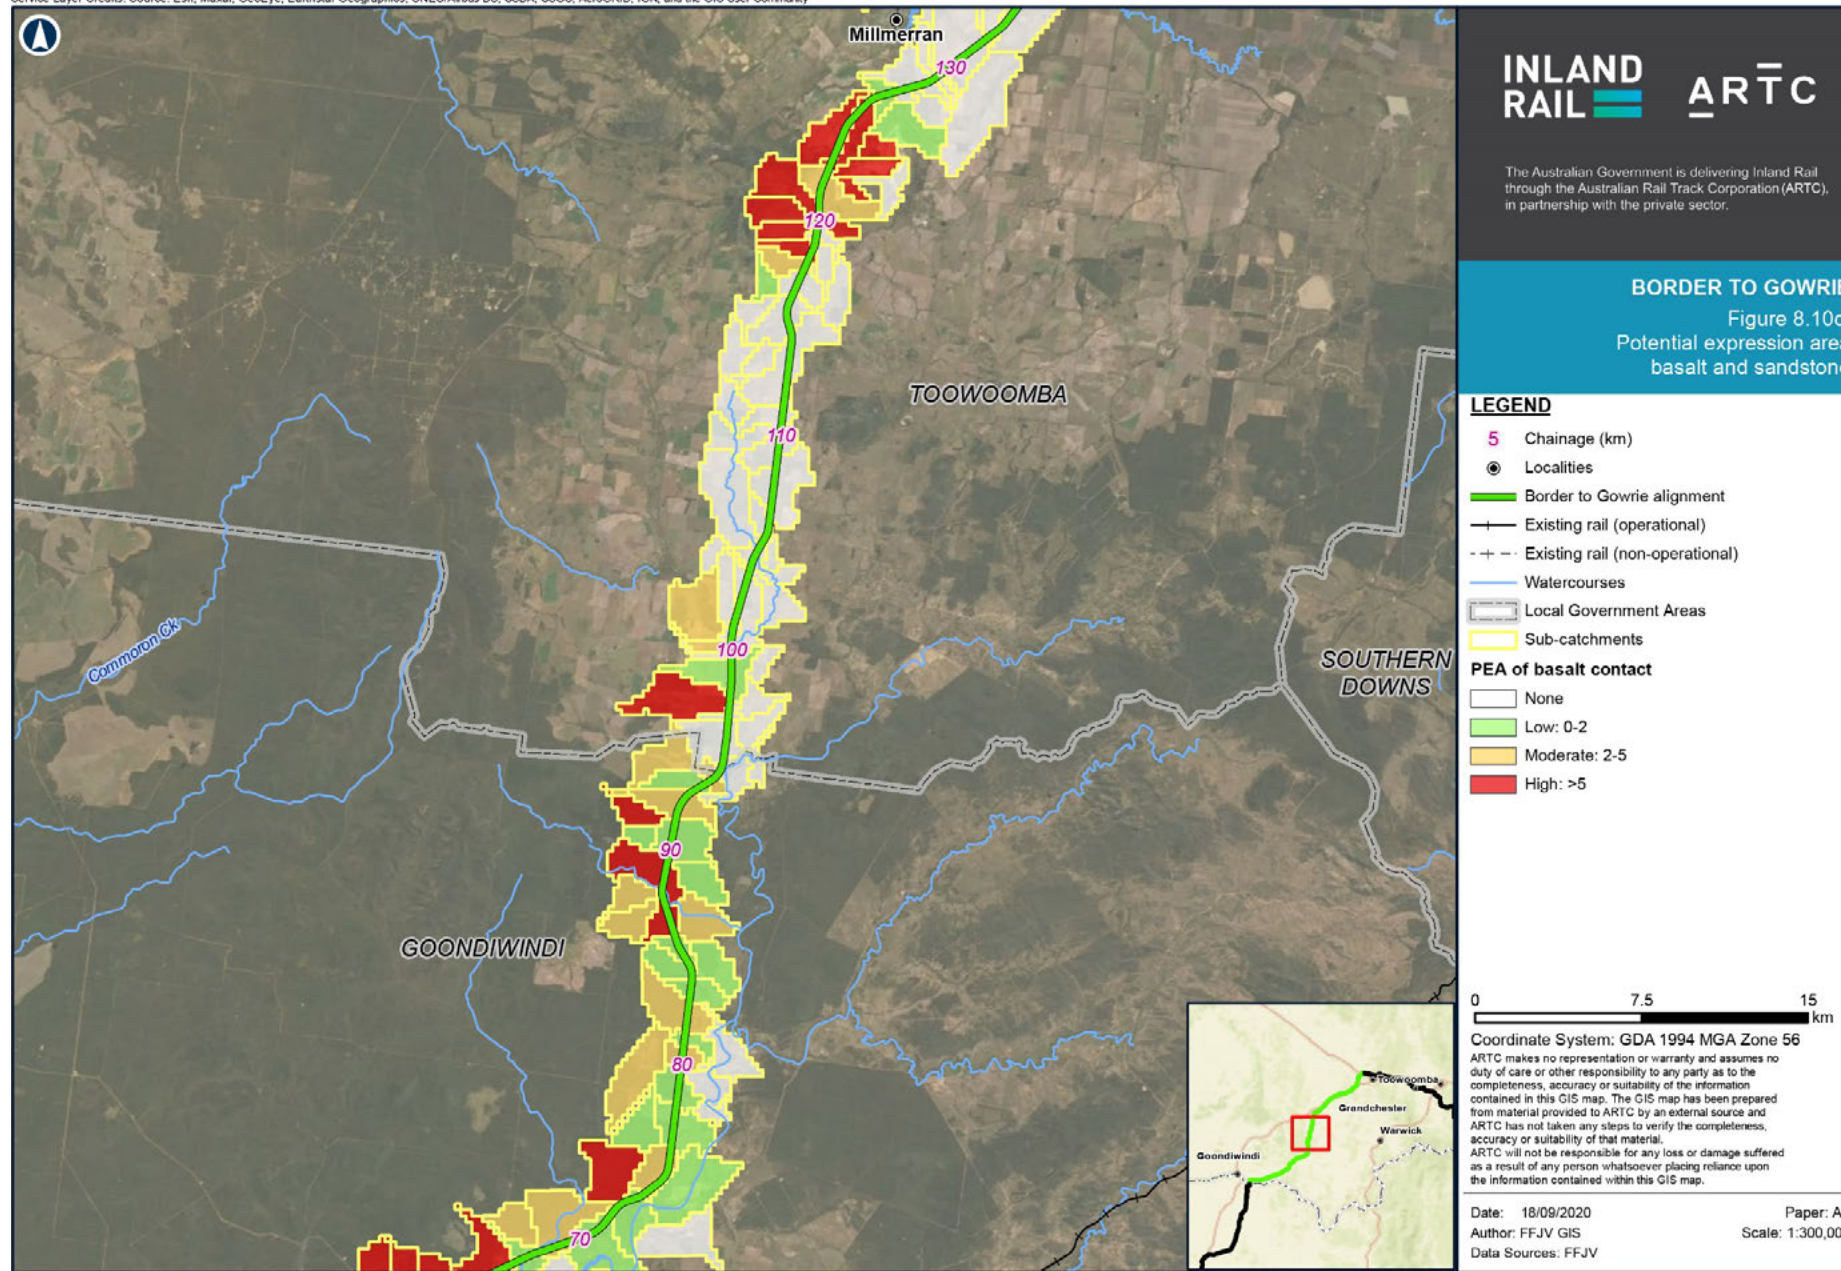 Millmerran
130
120
TOOWOOMBA
110
100
Commoron Ck
SOUTHERN
DOWNS
90
GOONDIWINDI
80
70
Toowoomba
Grandchester
Warwick
Goondiwindi
INLAND
RAIL
ARTC
The Australian Government is delivering Inland Rail
through the Australian Rail Track Corporation (ARTC),
in partnership with the private sector.
BORDER TO GOWRIE
Figure 8.10c
Potential expression area
basalt and sandstone
LEGEND
5 Chainage (km)
Localities
Border to Gowrie alignment
Existing rail (operational)
Existing rail (non-operational)
Watercourses
Local Government Areas
Sub-catchments
PEA of basalt contact
None
Low: 0-2
Moderate: 2-5
High: >5
0 7.5 15
km
Coordinate System: GDA 1994 MGA Zone 56
ARTC makes no representation or warranty and assumes no
duty of care or other responsibility to any party as to the
completeness, accuracy or suitability of the information
contained in this GIS map. The GIS map has been prepared
from material provided to ARTC by an external source and
ARTC has not taken any steps to verify the completeness,
accuracy or suitability of that material.
ARTC will not be responsible for any loss or damage suffered
as a result of any person whatsoever placing reliance upon
the information contained within this GIS map.
Date: 18/09/2020 Paper: A
Author: FFJV GIS Scale: 1:300,00
Data Sources: FFJV